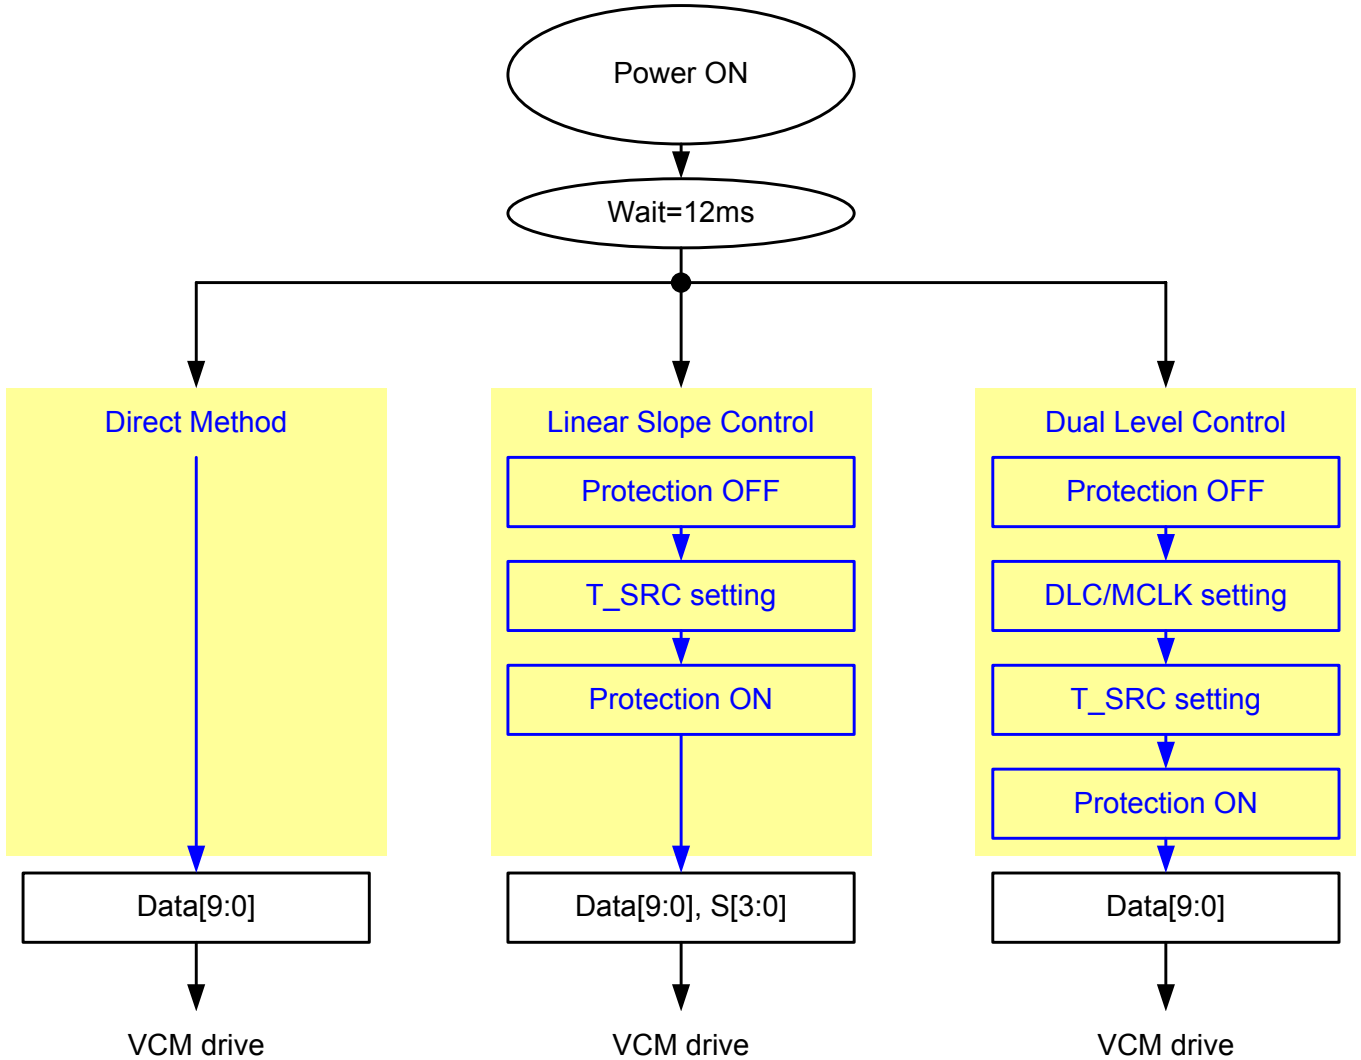 Power ON
Wait=12ms
Direct Method
Data[9:0]
VCM drive
Linear Slope Control
Protection OFF
T_SRC setting
Protection ON
Data[9:0], S[3:0]
VCM drive
Dual Level Control
Protection OFF
DLC/MCLK setting
T_SRC setting
Protection ON
Data[9:0]
VCM drive